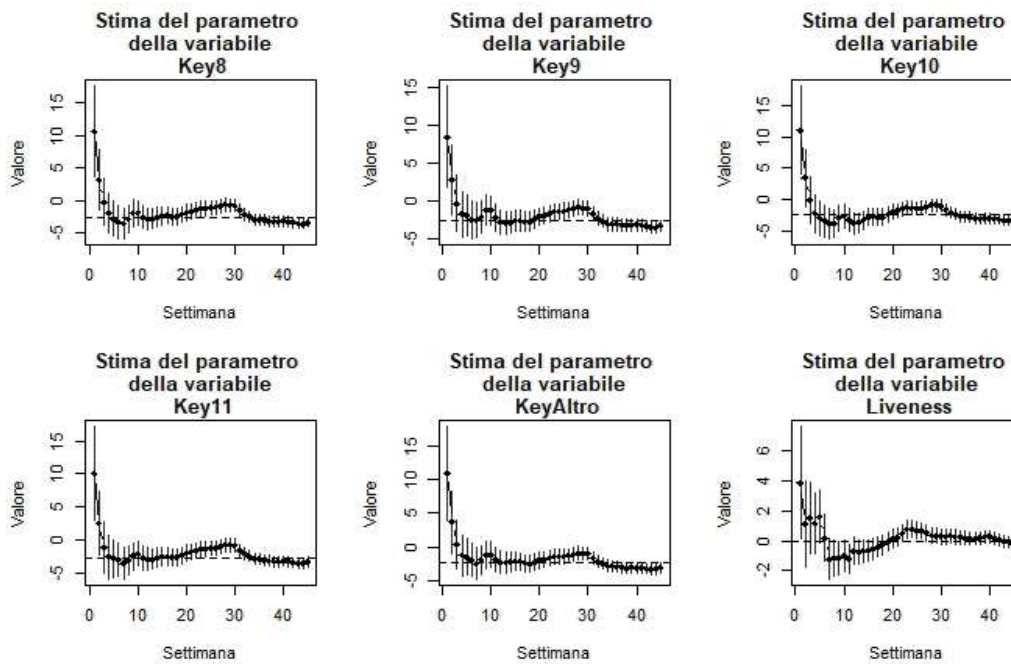 Stima del parametro
della variabile
Key8
Valore
15
10
5
0
-5
0 10 20 30 40
Settimana
Stima del parametro
della variabile
Key9
Valore
15
10
5
0
-5
0 10 20 30 40
Settimana
Stima del parametro
della variabile
Key10
Valore
15
10
5
0
-5
0 10 20 30 40
Settimana
Stima del parametro
della variabile
Key11
Valore
15
10
5
0
-5
0 10 20 30 40
Settimana
Stima del parametro
della variabile
KeyAltro
Valore
15
10
5
0
-5
0 10 20 30 40
Settimana
Stima del parametro
della variabile
Liveness
Valore
6
4
2
0
-2
0 10 20 30 40
Settimana